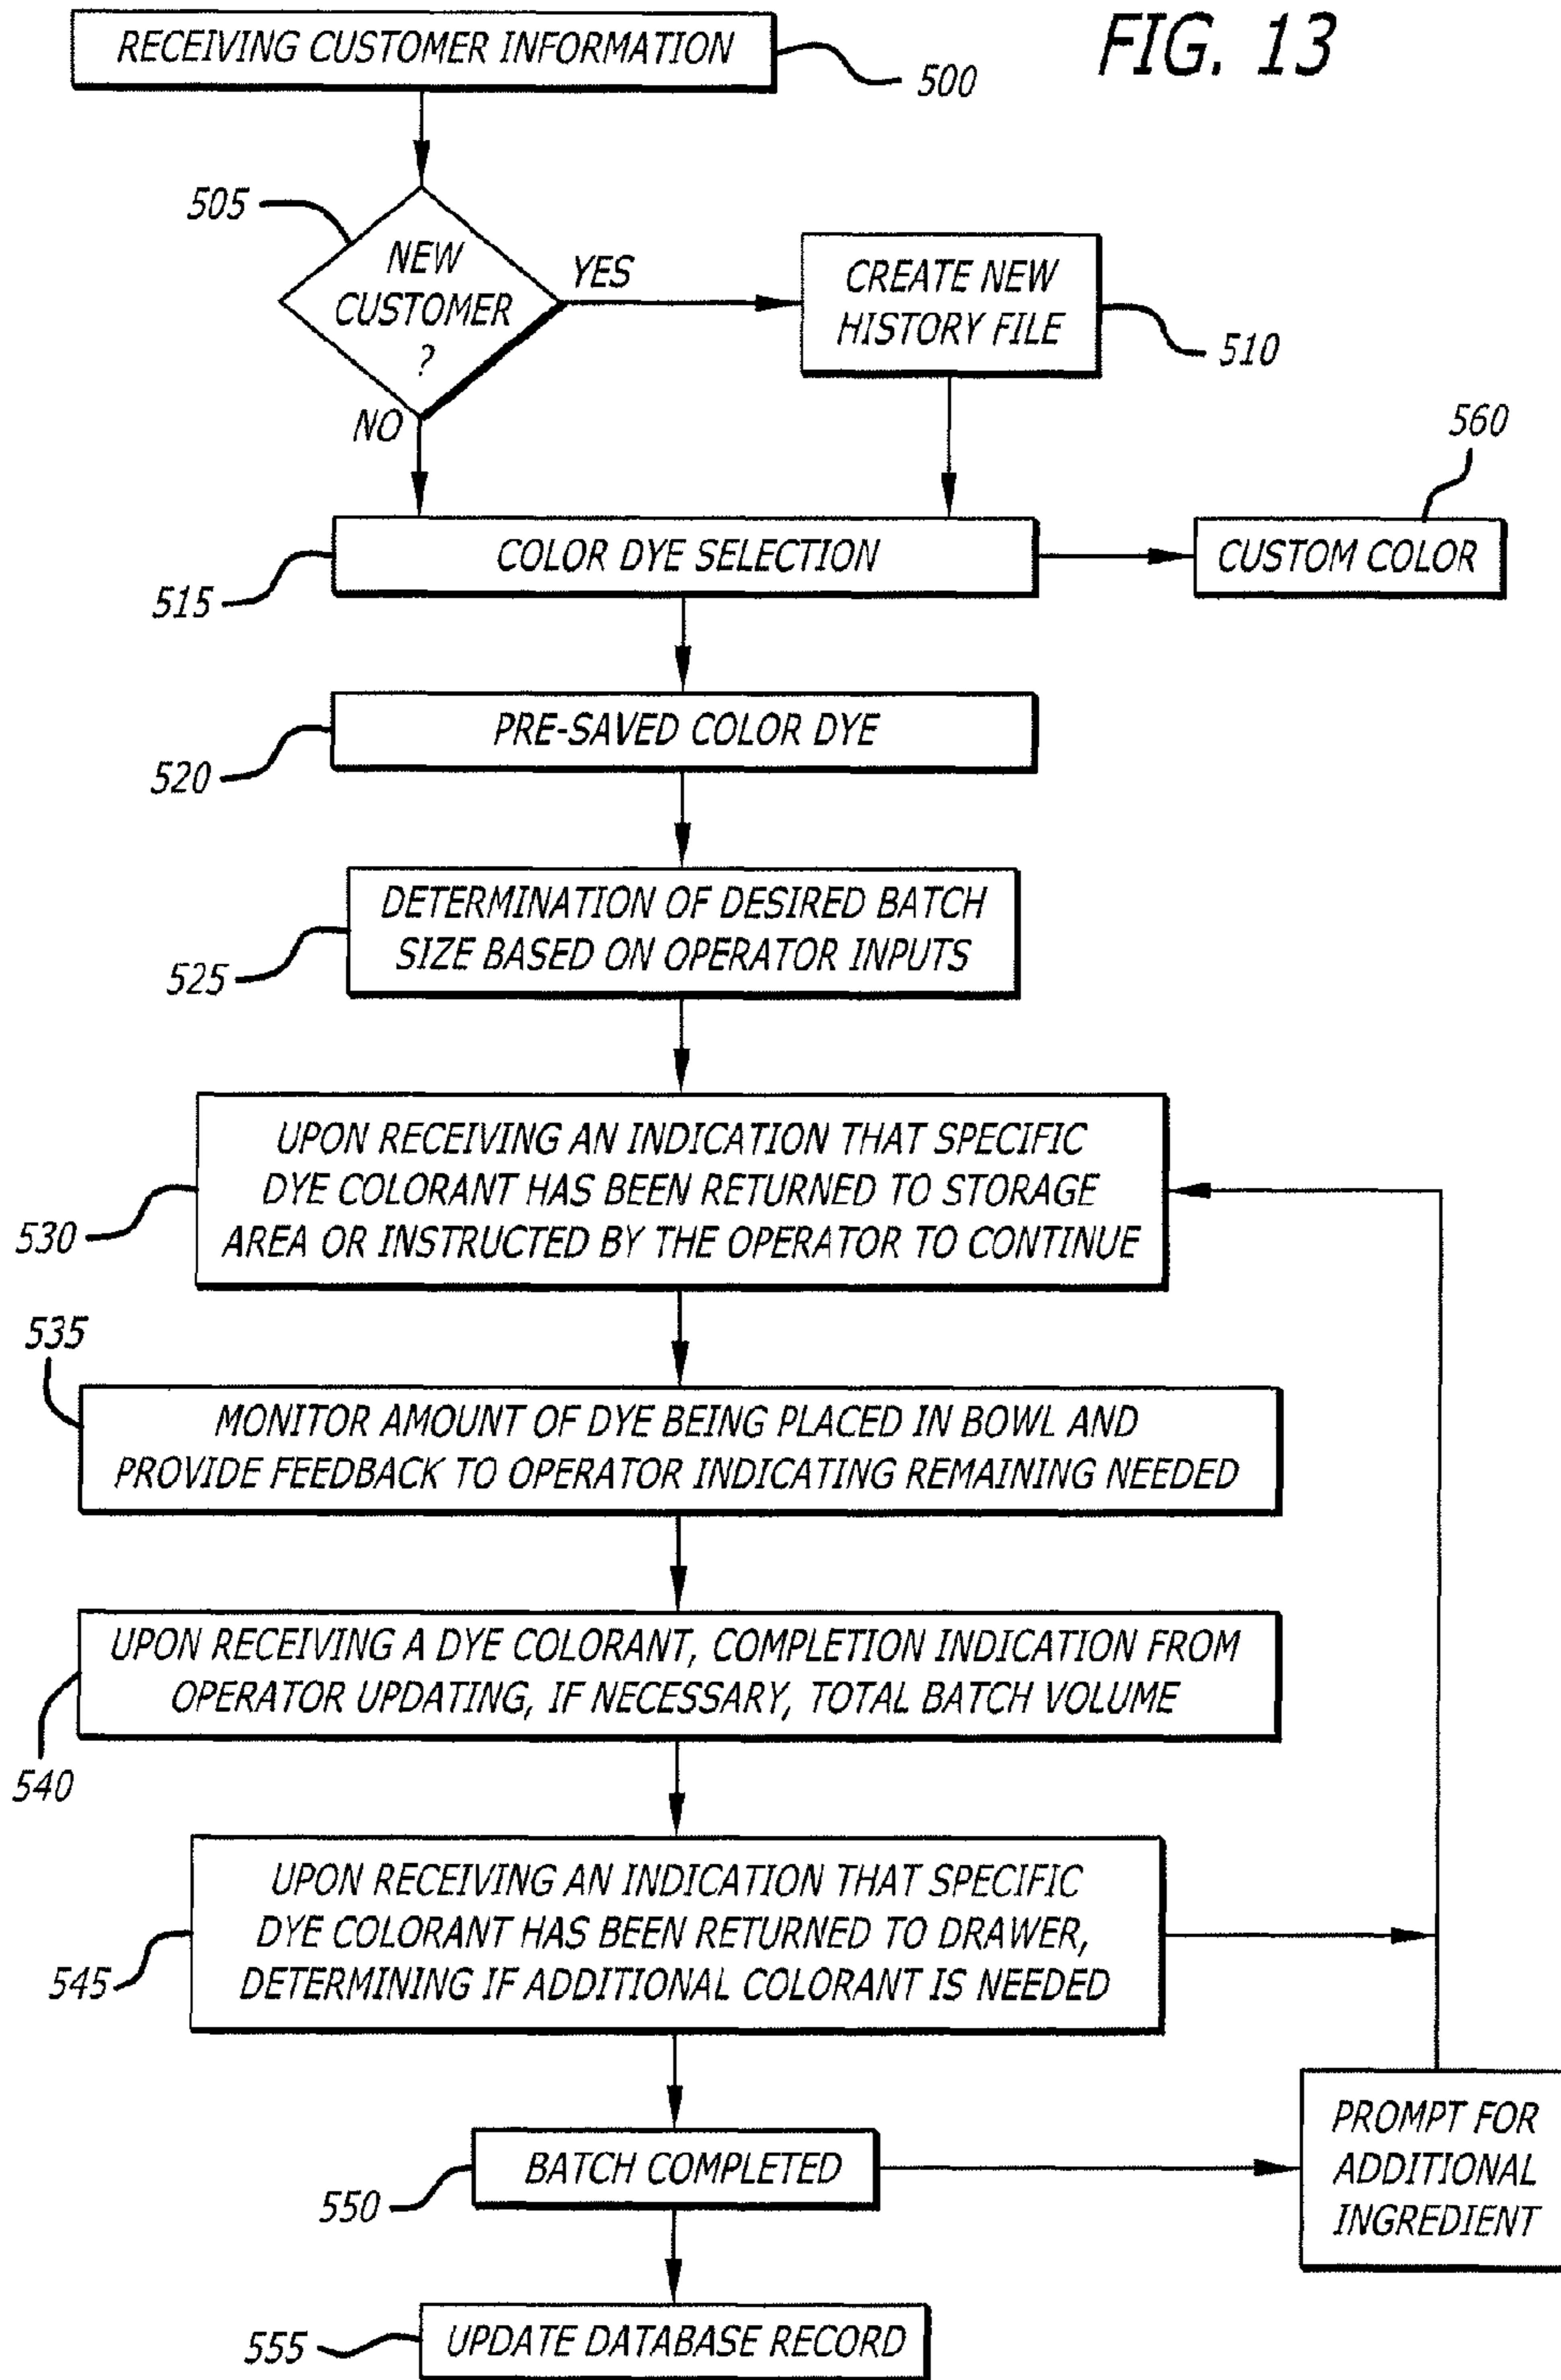 FIG. 13
RECEIVING CUSTOMER INFORMATION
500
505
NEW
CUSTOMER
?
YES
NO
CREATE NEW
HISTORY FILE
510
560
COLOR DYE SELECTION
CUSTOM COLOR
515
PRE-SAVED COLOR DYE
520
DETERMINATION OF DESIRED BATCH
SIZE BASED ON OPERATOR INPUTS
525
UPON RECEIVING AN INDICATION THAT SPECIFIC
DYE COLORANT HAS BEEN RETURNED TO STORAGE
AREA OR INSTRUCTED BY THE OPERATOR TO CONTINUE
530
535
MONITOR AMOUNT OF DYE BEING PLACED IN BOWL AND
PROVIDE FEEDBACK TO OPERATOR INDICATING REMAINING NEEDED
UPON RECEIVING A DYE COLORANT, COMPLETION INDICATION FROM
OPERATOR UPDATING, IF NECESSARY, TOTAL BATCH VOLUME
540
UPON RECEIVING AN INDICATION THAT SPECIFIC
DYE COLORANT HAS BEEN RETURNED TO DRAWER,
DETERMINING IF ADDITIONAL COLORANT IS NEEDED
545
BATCH COMPLETED
550
PROMPT FOR
ADDITIONAL
INGREDIENT
UPDATE DATABASE RECORD
555